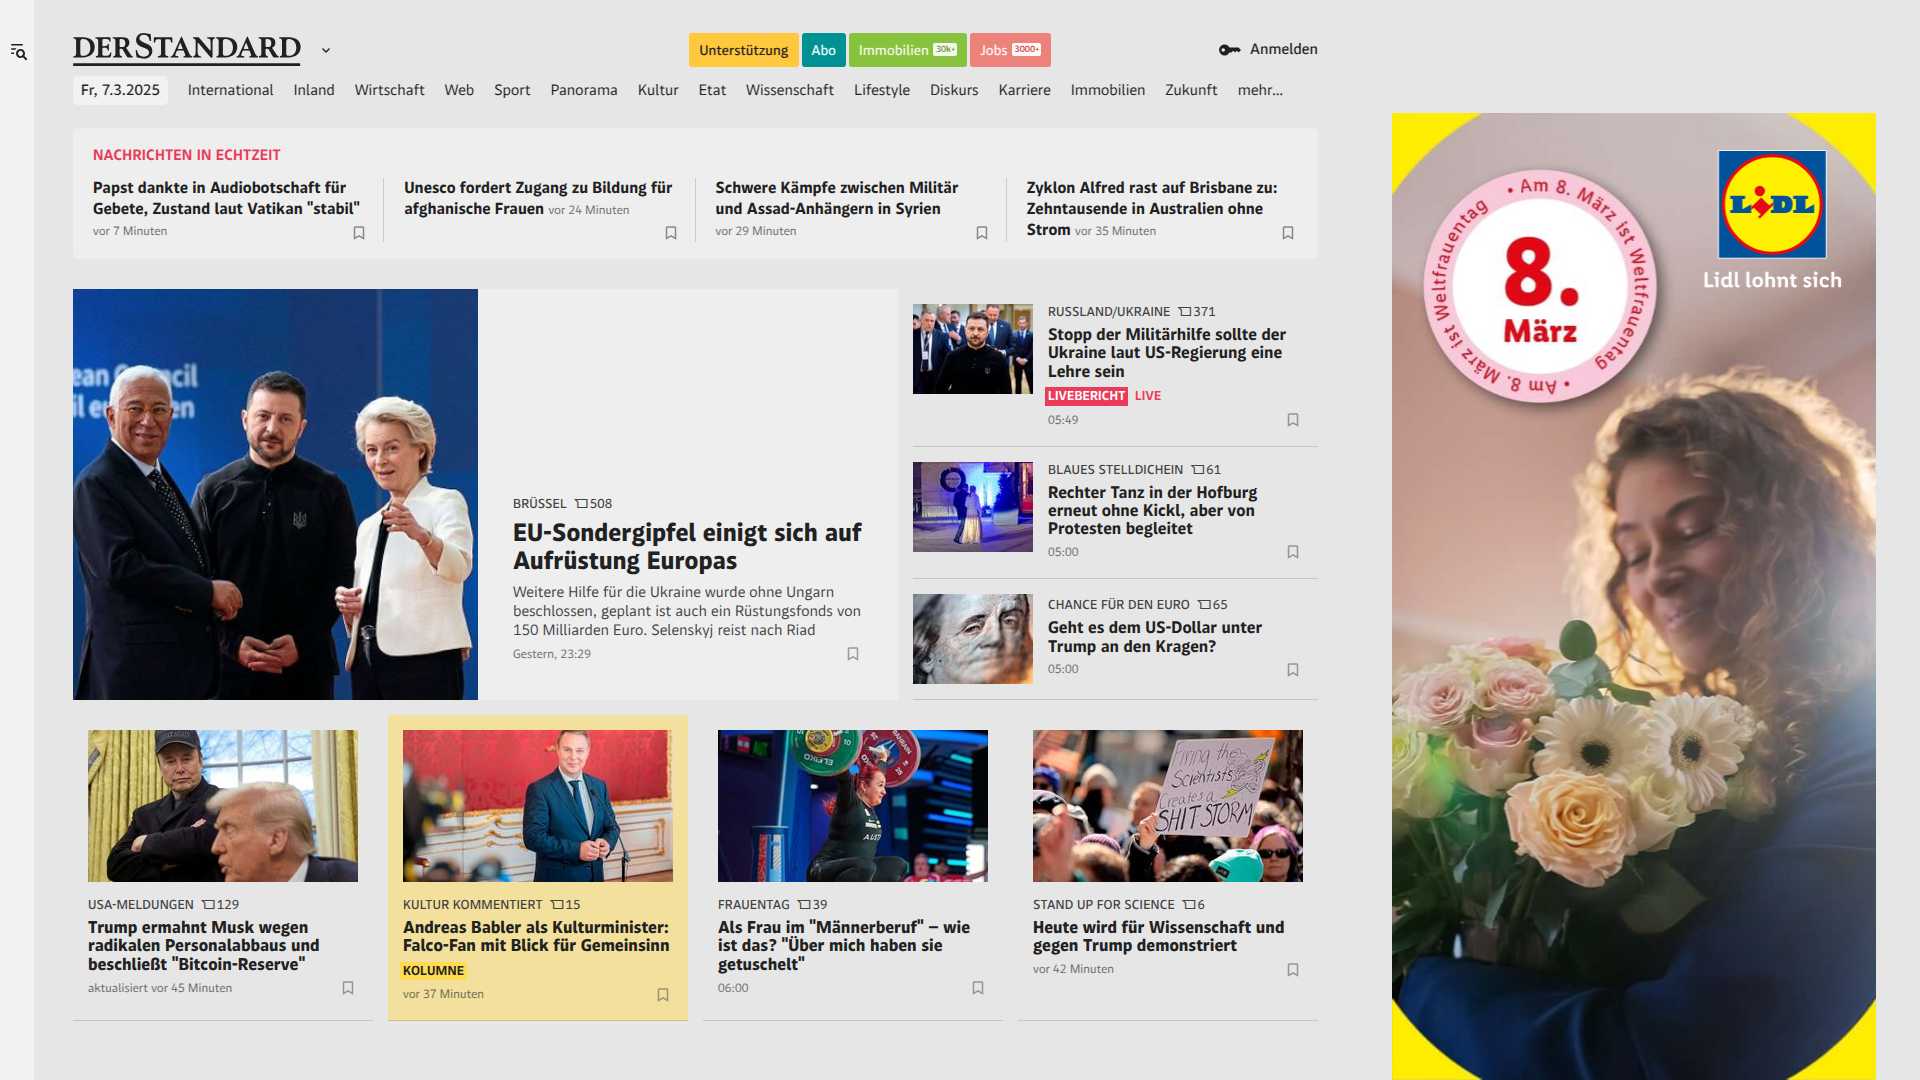 DERSTANDARD
Unterstützung
Abo
Immobilien 30k+
Jobs 3000+
Anmelden
Fr, 7.3.2025
International
Inland
Wirtschaft
Web
Sport
Panorama
Kultur
Etat
Wissenschaft
Lifestyle
Diskurs
Karriere
Immobilien
Zukunft
mehr...
NACHRICHTEN IN ECHTZEIT
Papst dankte in Audiobotschaft für
Gebete, Zustand laut Vatikan "stabil"
vor 7 Minuten
Unesco fordert Zugang zu Bildung für
afghanische Frauen vor 24 Minuten
Schwere Kämpfe zwischen Militär
und Assad-Anhängern in Syrien
vor 29 Minuten
Zyklon Alfred rast auf Brisbane zu:
Zehntausende in Australien ohne
Strom vor 35 Minuten
BRÜSSEL 508
EU-Sondergipfel einigt sich auf
Aufrüstung Europas
Weitere Hilfe für die Ukraine wurde ohne Ungarn
beschlossen, geplant ist auch ein Rüstungsfonds von
150 Milliarden Euro. Selenskyj reist nach Riad
Gestern, 23:29
RUSSLAND/UKRAINE 371
Stopp der Militärhilfe sollte der
Ukraine laut US-Regierung eine
Lehre sein
LIVEBERICHT LIVE
05:49
BLAUES STELLDICHEIN 61
Rechter Tanz in der Hofburg
erneut ohne Kickl, aber von
Protesten begleitet
05:00
CHANCE FÜR DEN EURO 65
Geht es dem US-Dollar unter
Trump an den Kragen?
05:00
USA-MELDUNGEN 129
Trump ermahnt Musk wegen
radikalen Personalabbaus und
beschließt "Bitcoin-Reserve"
aktualisiert vor 45 Minuten
KULTUR KOMMENTIERT 15
Andreas Babler als Kulturminister:
Falco-Fan mit Blick für Gemeinsinn
KOLUMNE
vor 37 Minuten
FRAUENTAG 39
Als Frau im "Männerberuf" – wie
ist das? "Über mich haben sie
getuschelt"
06:00
Firing the
Scientists
Creates a
SHITSTORM
STAND UP FOR SCIENCE 6
Heute wird für Wissenschaft und
gegen Trump demonstriert
vor 42 Minuten
• Am 8. März ist Weltfrauentag
• Am 8. März ist Weltfrauentag
8.
März
LIDL
Lidl lohnt sich